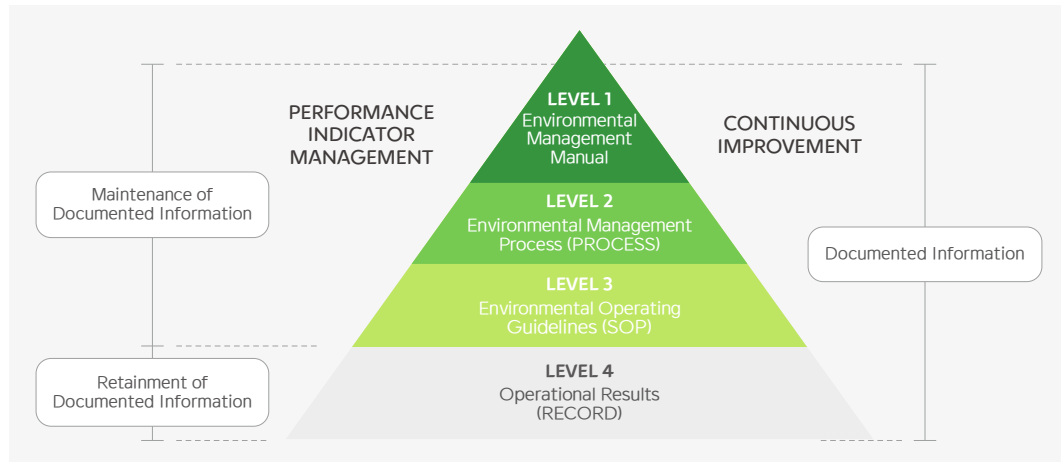 PERFORMANCE
INDICATOR
MANAGEMENT
LEVEL 1
Environmental
Management
Manual
CONTINUOUS
IMPROVEMENT
Maintenance of
Documented Information
LEVEL 2
Environmental Management
Process (PROCESS)
Documented Information
LEVEL 3
Environmental Operating
Guidelines (SOP)
Retainment of
Documented Information
LEVEL 4
Operational Results
(RECORD)